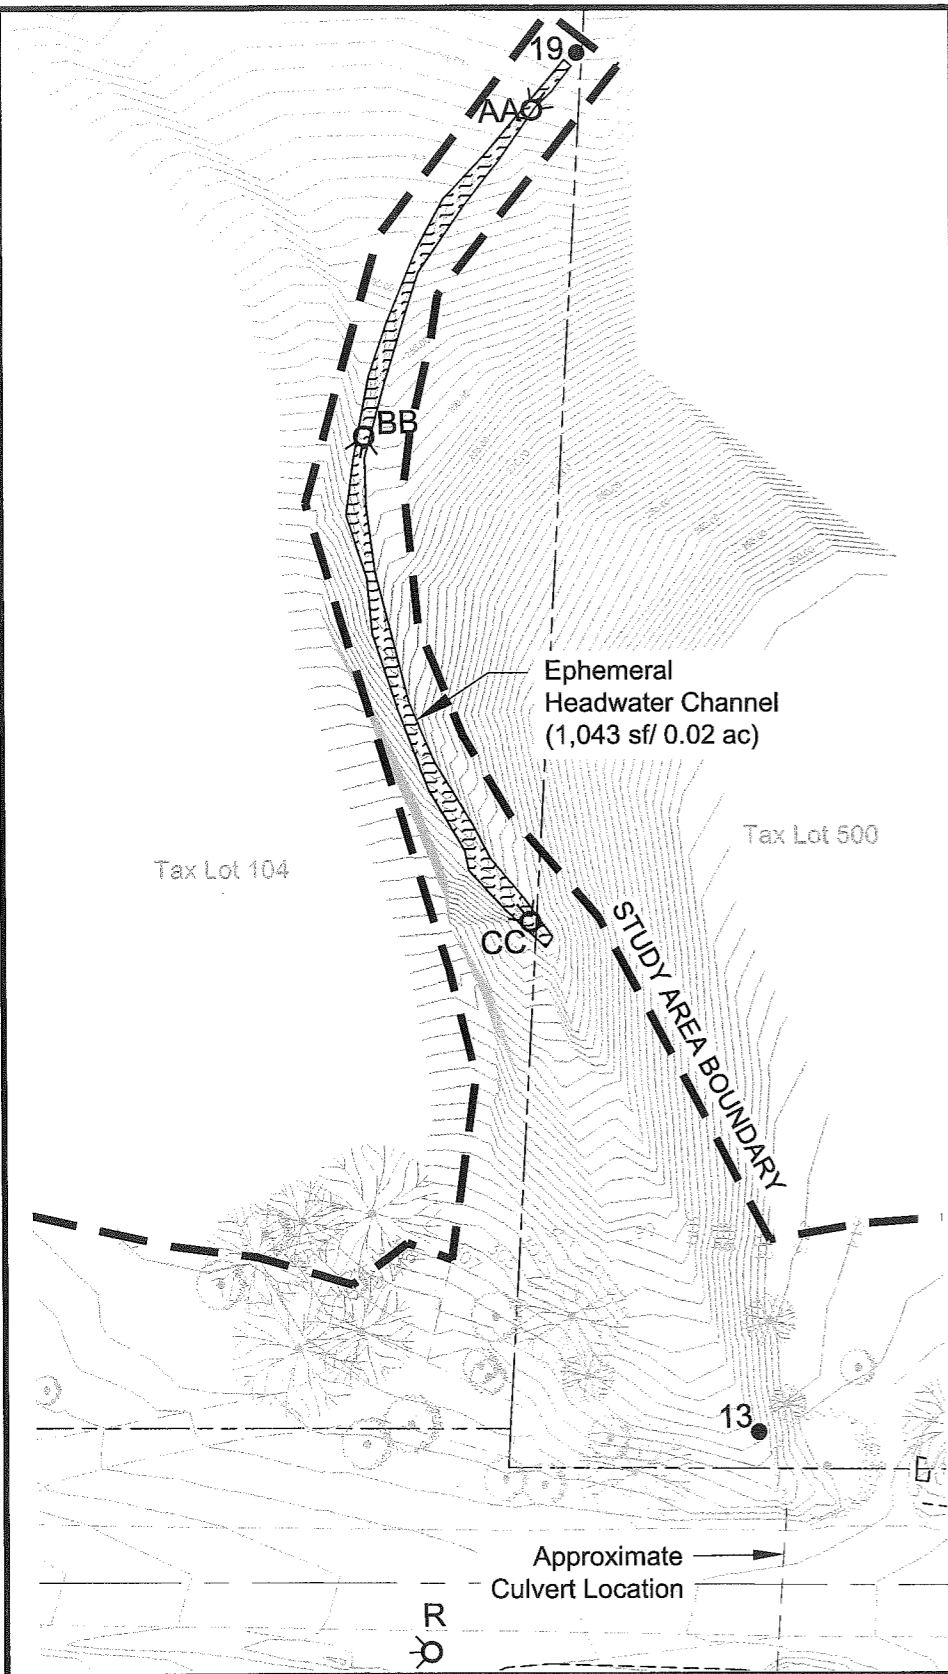 19
AA
BB
Ephemeral
Headwater Channel
(1,043 sf/ 0.02 ac)
Tax Lot 500
Tax Lot 104
CC
STUDY AREA BOUNDARY
13
Approximate
Culvert Location
R